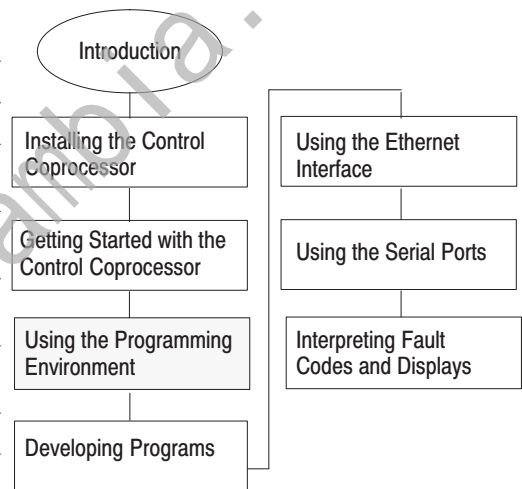 Introduction
Installing the Control
Coprocessor
Getting Started with the
Control Coprocessor
Using the Programming
Environment
Developing Programs
Using the Ethernet
Interface
Using the Serial Ports
Interpreting Fault
Codes and Displays